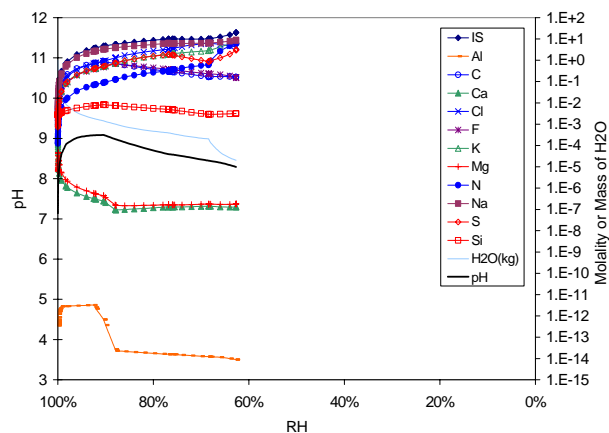 12
11
10
9
8
7
6
5
4
3
pH
100%
80%
60%
40%
20%
0%
RH
1.E+2
1.E+1
1.E+0
1.E-1
1.E-2
1.E-3
1.E-4
1.E-5
1.E-6
1.E-7
1.E-8
1.E-9
1.E-10
1.E-11
1.E-12
1.E-13
1.E-14
1.E-15
Molality or Mass of H2O
IS
Al
C
Ca
Cl
F
K
Mg
N
Na
S
Si
H2O(kg)
pH